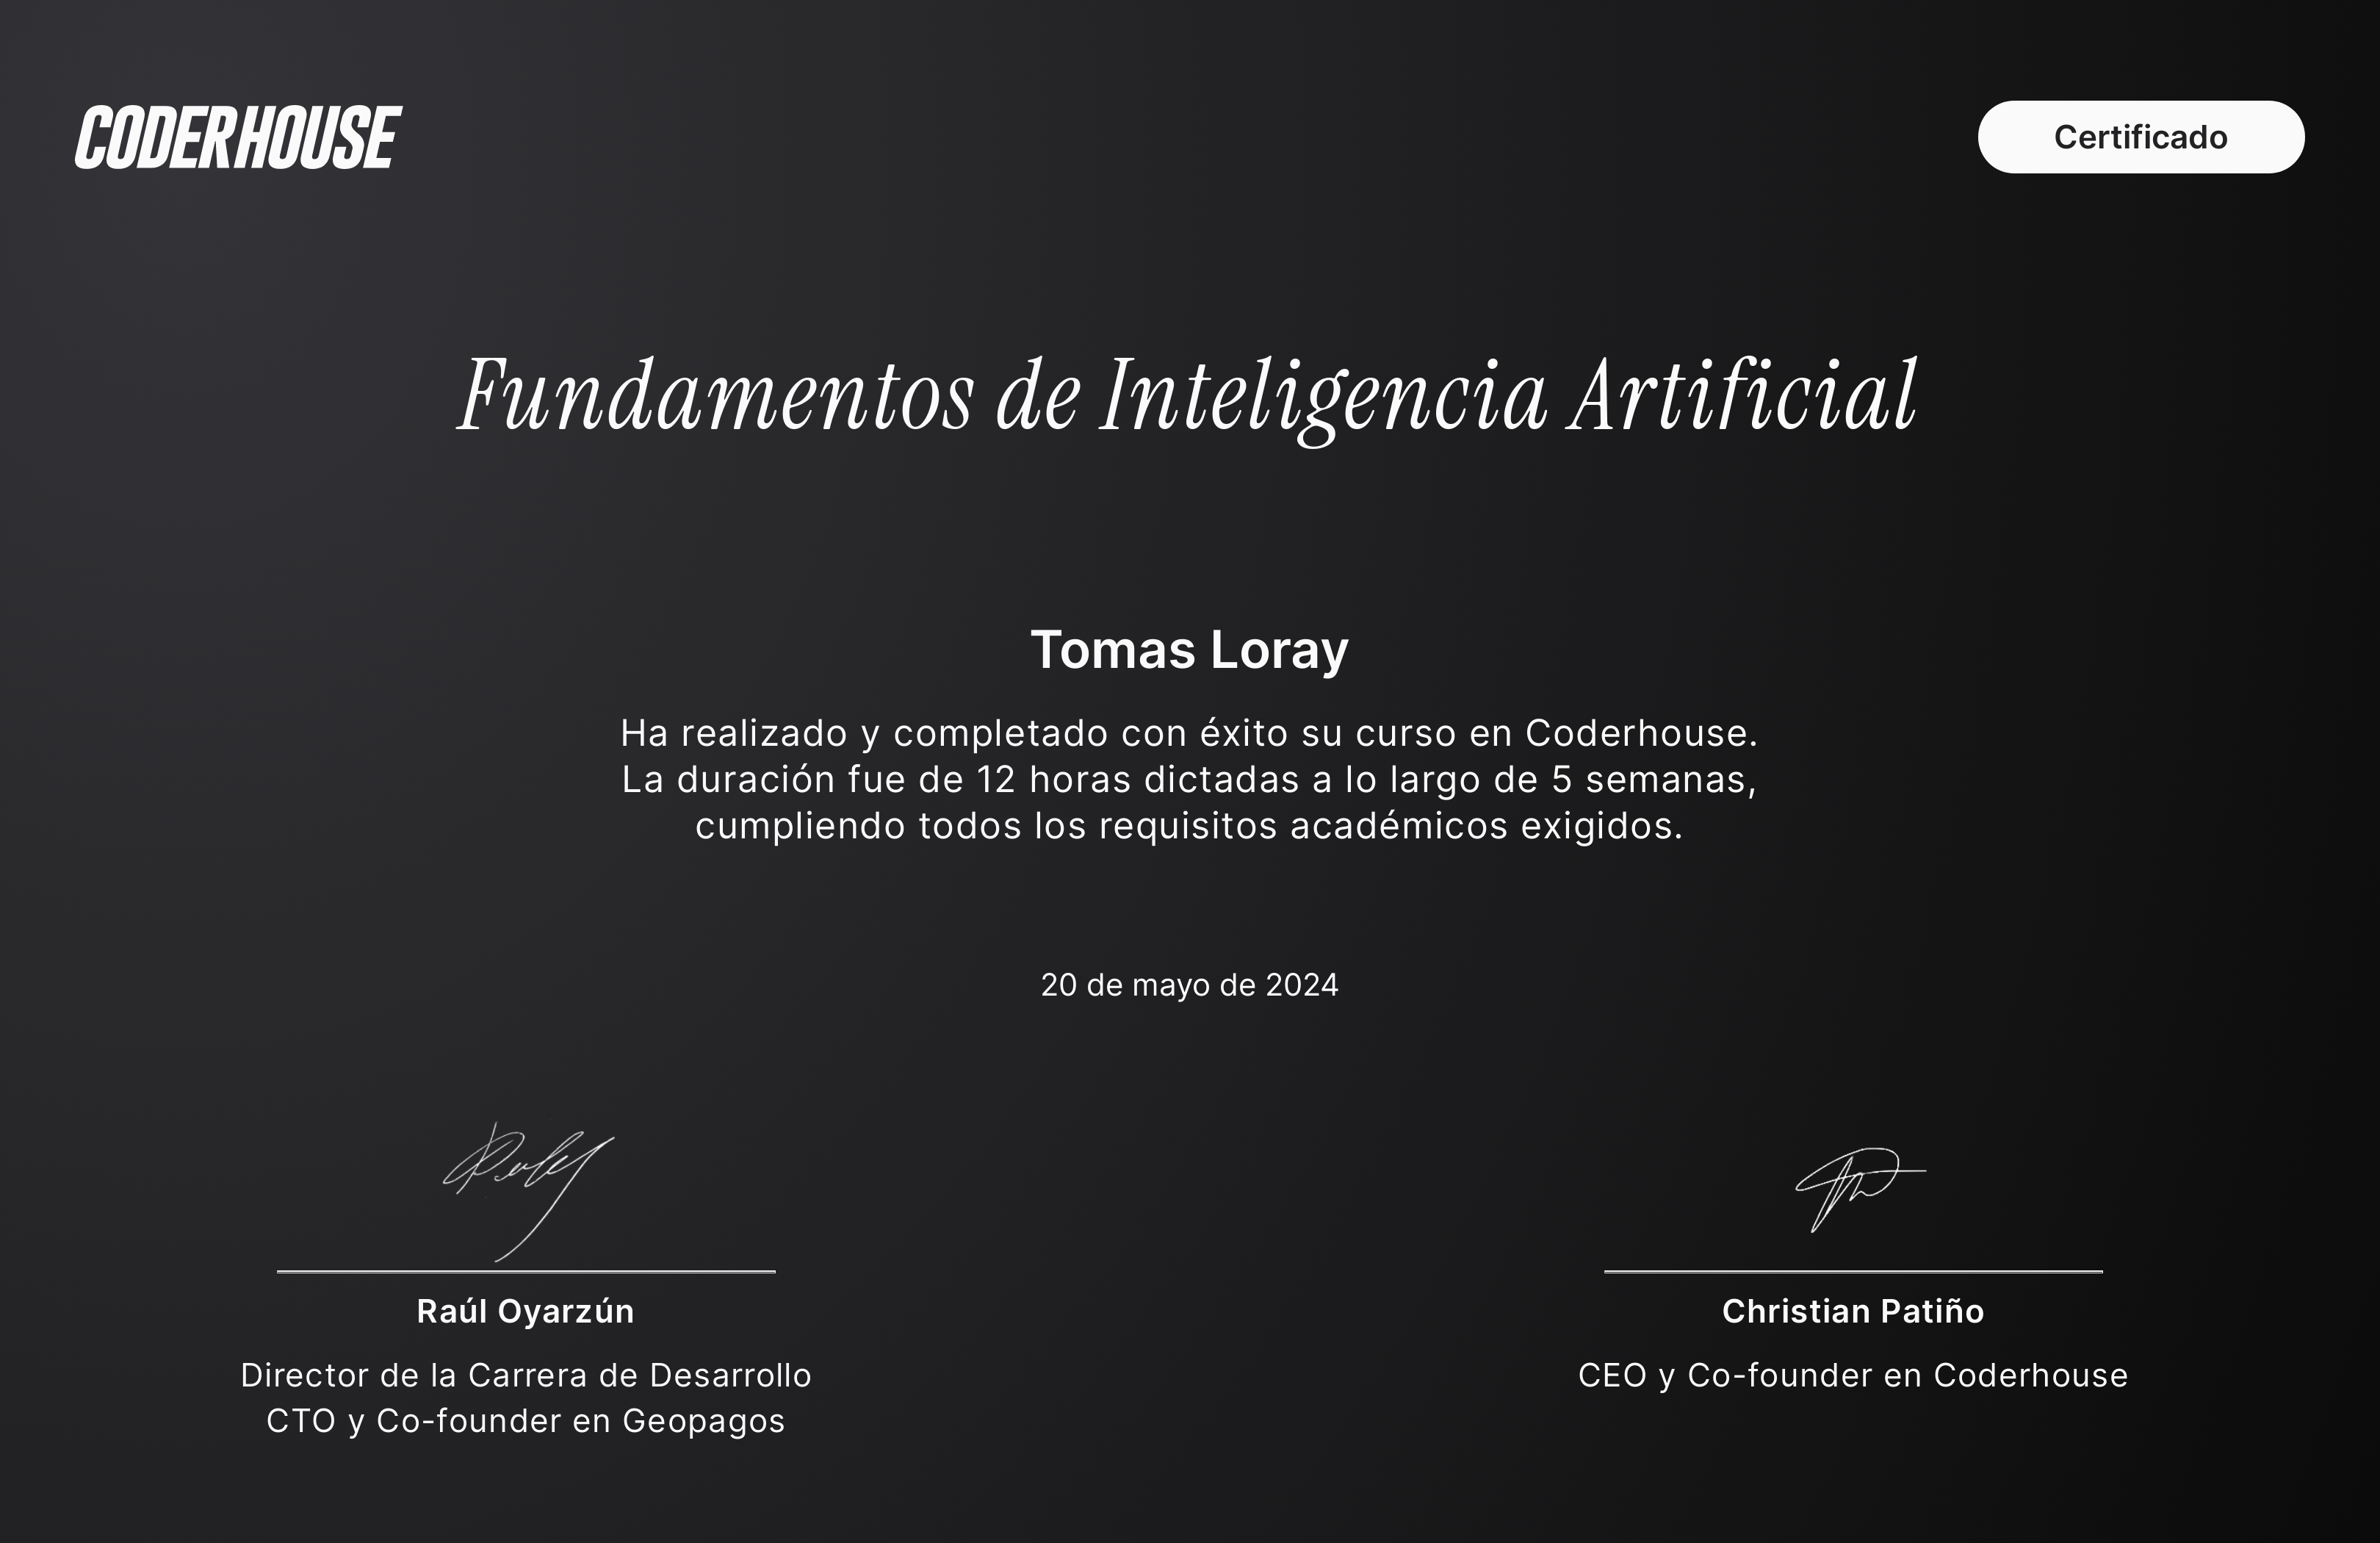 CODERHOUSE
Certificado
Fundamentos de Inteligencia Artificial
Tomas Loray
Ha realizado y completado con éxito su curso en Coderhouse.
La duración fue de 12 horas dictadas a lo largo de 5 semanas,
cumpliendo todos los requisitos académicos exigidos.
20 de mayo de 2024
Raúl Oyarzún
Director de la Carrera de Desarrollo
CTO y Co-founder en Geopagos
Christian Patiño
CEO y Co-founder en Coderhouse